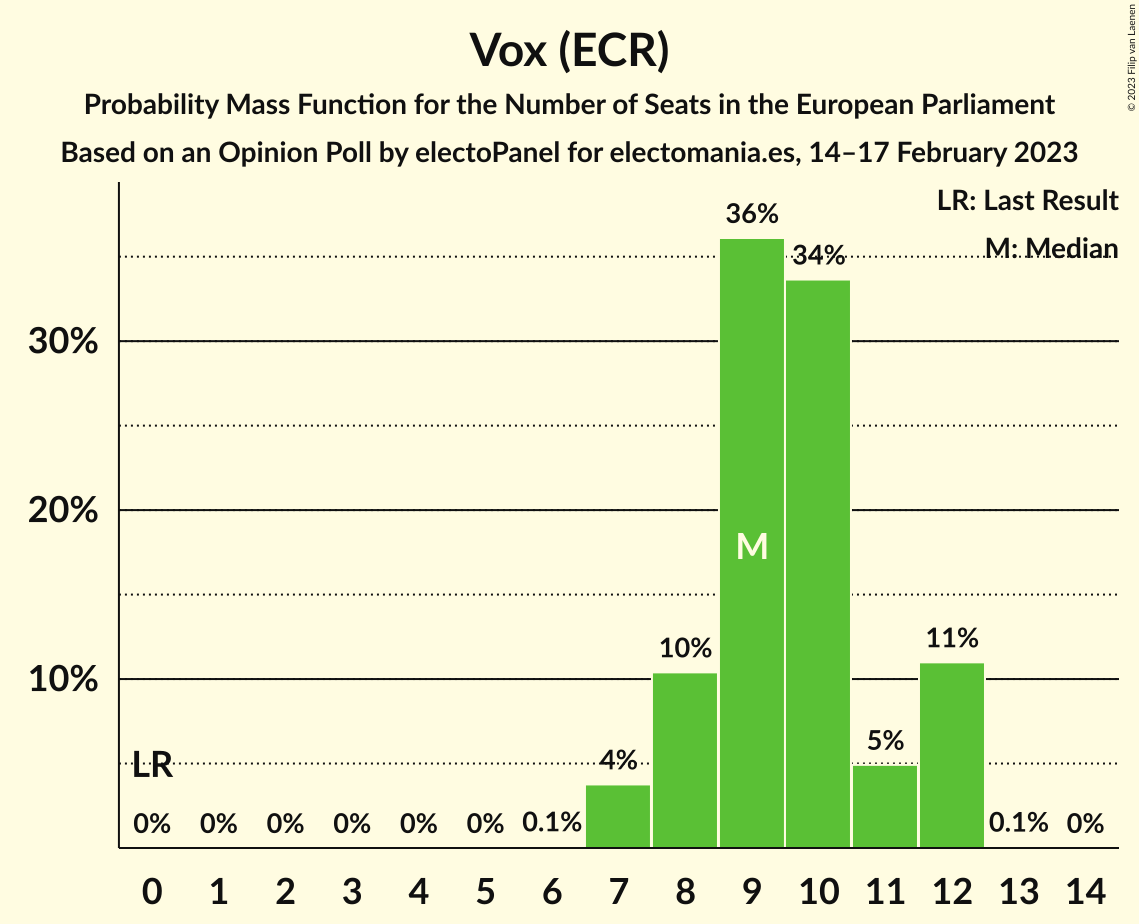 Vox (ECR)
Probability Mass Function for the Number of Seats in the European Parliament
Based on an Opinion Poll by electoPanel for electomania.es, 14–17 February 2023
© 2023 Filip van Laenen
LR: Last Result
M: Median
36%
34%
30%
20%
M
11%
10%
10%
5%
4%
LR
0% 0% 0% 0% 0% 0% 0.1% 0.1% 0%
0 1 2 3 4 5 6 7 8 9 10 11 12 13 14